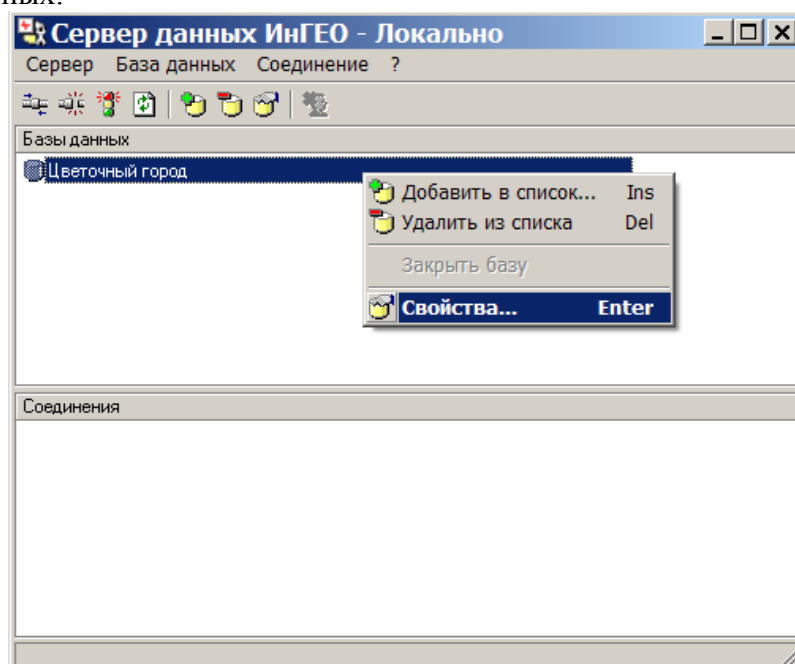 Сервер данных ИнГЕО - Локально
Сервер База данных Соединение ?
Базы данных
Цветочный город
Добавить в список... Ins
Удалить из списка Del
Закрыть базу
Свойства... Enter
Соединения